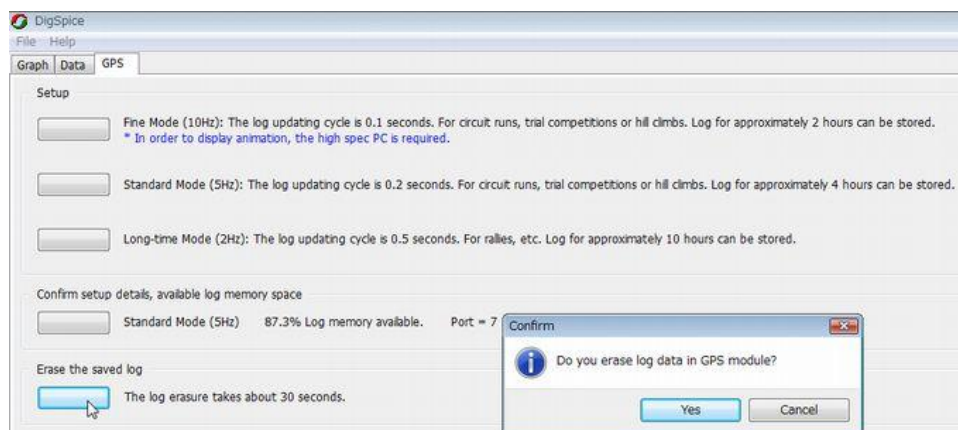 DigSpice
File Help
Graph Data GPS
Setup
Fine Mode (10Hz): The log updating cycle is 0.1 seconds. For circuit runs, trial competitions or hill climbs. Log for approximately 2 hours can be stored.
* In order to display animation, the high spec PC is required.
Standard Mode (5Hz): The log updating cycle is 0.2 seconds. For circuit runs, trial competitions or hill climbs. Log for approximately 4 hours can be stored.
Long-time Mode (2Hz): The log updating cycle is 0.5 seconds. For rallies, etc. Log for approximately 10 hours can be stored.
Confirm setup details, available log memory space
Standard Mode (5Hz) 87.3% Log memory available. Port = 7
Confirm
Do you erase log data in GPS module?
Yes Cancel
Erase the saved log
The log erasure takes about 30 seconds.